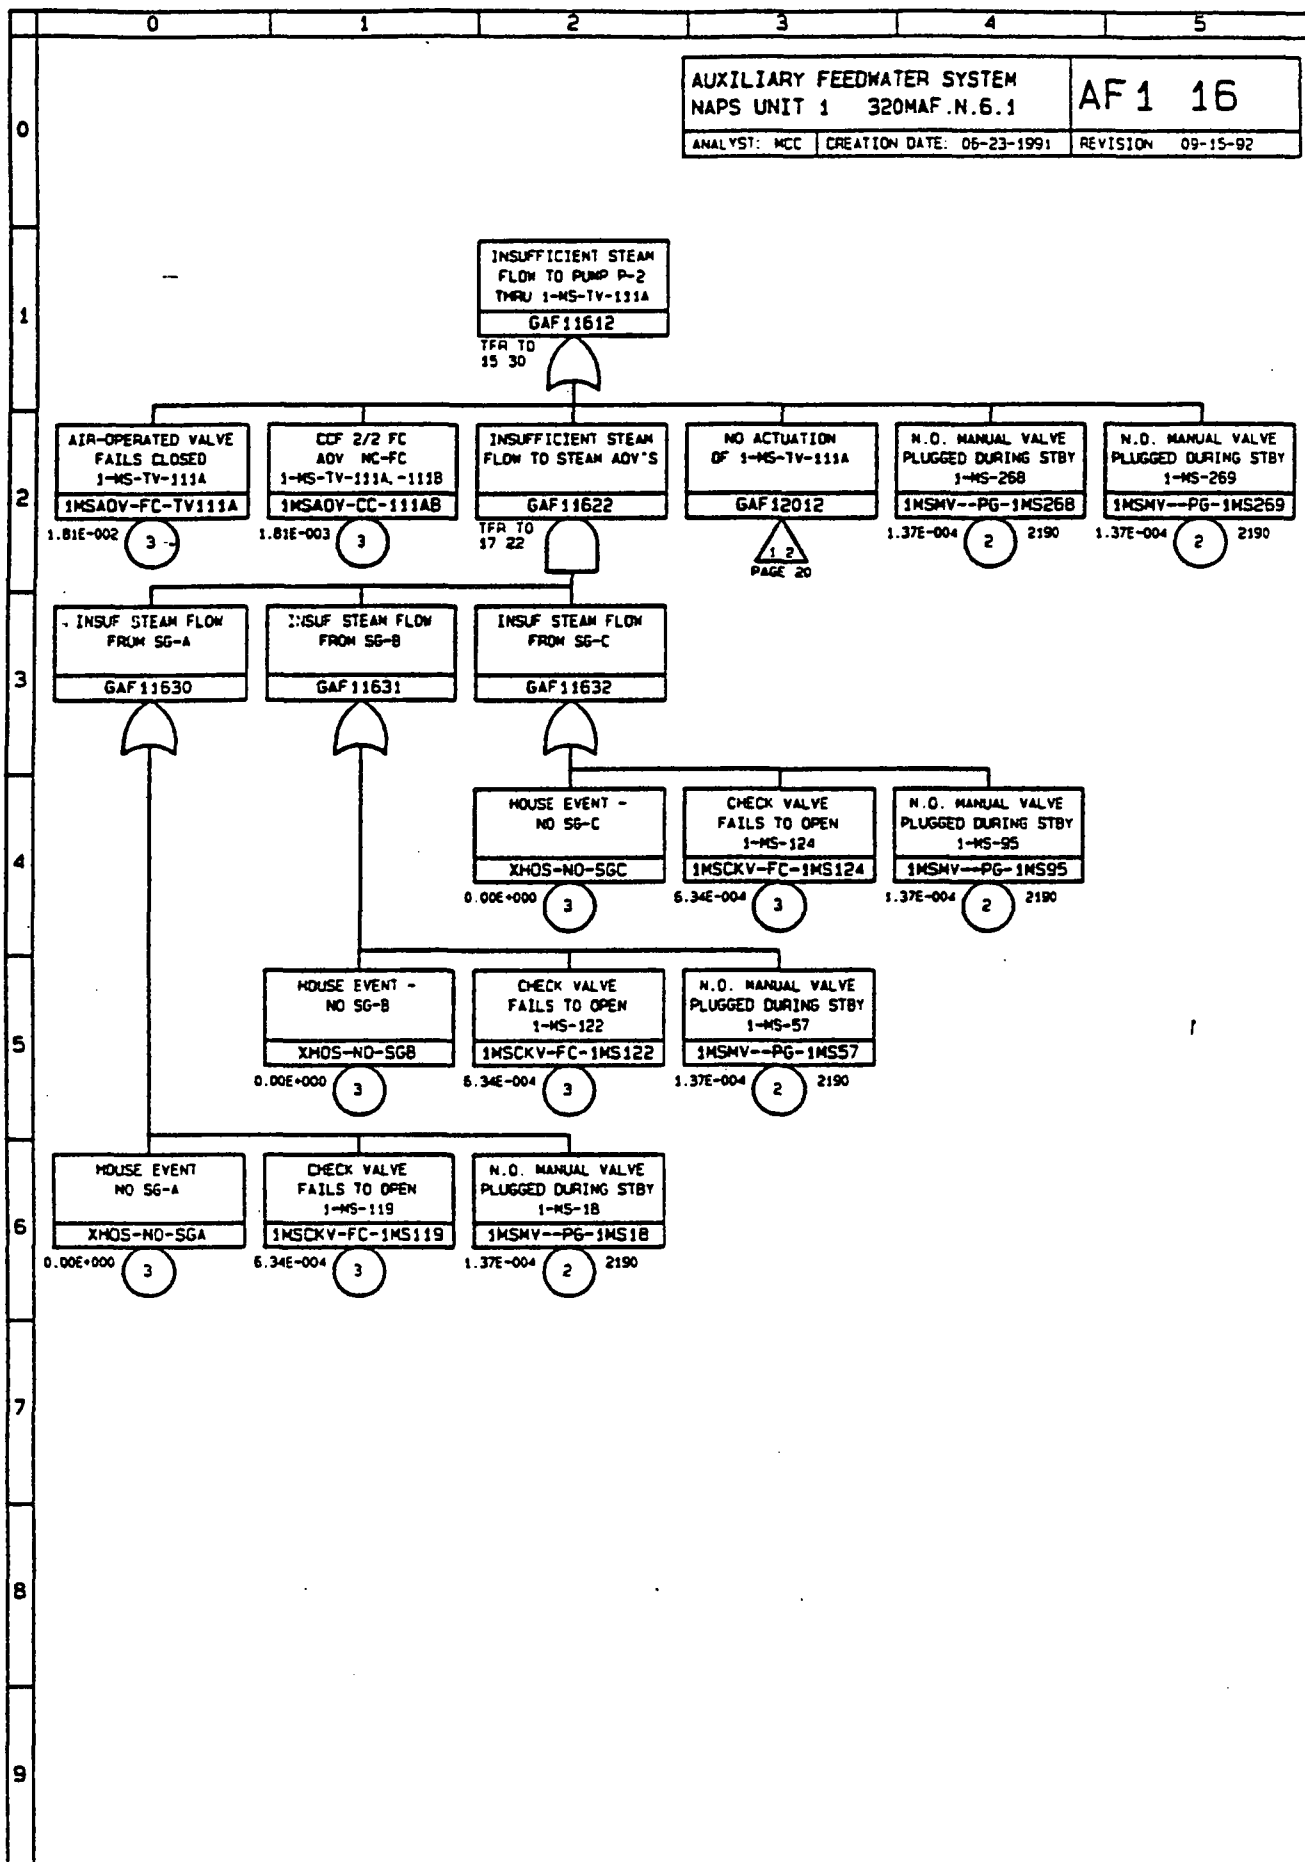 0 1 2 3 4 5
AUXILIARY FEEDWATER SYSTEM
NAPS UNIT 1 320MAF.N.6.1
AF1 16
ANALYST: MCC CREATION DATE: 06-23-1991 REVISION 09-15-92
0
INSUFFICIENT STEAM
FLOW TO PUMP P-2
THRU 1-MS-TV-111A
GAF11612
TFR TO
15 30
1
AIR-OPERATED VALVE
FAILS CLOSED
1-MS-TV-111A
1MSAOV-FC-TV111A
1.81E-002
3
CCF 2/2 FC
AOV NC-FC
1-MS-TV-111A,-111B
1MSAOV-CC-111AB
1.81E-003
3
INSUFFICIENT STEAM
FLOW TO STEAM AOV'S
GAF11622
TFR TO
17 22
NO ACTUATION
OF 1-MS-TV-111A
GAF12012
1 2
PAGE 20
N.O. MANUAL VALVE
PLUGGED DURING STBY
1-MS-268
1MSMV--PG-1MS268
1.37E-004
2
2190
N.O. MANUAL VALVE
PLUGGED DURING STBY
1-MS-269
1MSMV--PG-1MS269
1.37E-004
2
2190
2
INSUF STEAM FLOW
FROM SG-A
GAF11630
INSUF STEAM FLOW
FROM SG-B
GAF11631
INSUF STEAM FLOW
FROM SG-C
GAF11632
3
HOUSE EVENT -
NO SG-C
XHOS-NO-SGC
0.00E+000
3
CHECK VALVE
FAILS TO OPEN
1-MS-124
1MSCKV-FC-1MS124
6.34E-004
3
N.O. MANUAL VALVE
PLUGGED DURING STBY
1-MS-95
1MSMV--PG-1MS95
1.37E-004
2
2190
4
HOUSE EVENT -
NO SG-B
XHOS-NO-SGB
0.00E+000
3
CHECK VALVE
FAILS TO OPEN
1-MS-122
1MSCKV-FC-1MS122
6.34E-004
3
N.O. MANUAL VALVE
PLUGGED DURING STBY
1-MS-57
1MSMV--PG-1MS57
1.37E-004
2
2190
5
HOUSE EVENT
NO SG-A
XHOS-NO-SGA
0.00E+000
3
CHECK VALVE
FAILS TO OPEN
1-MS-119
1MSCKV-FC-1MS119
6.34E-004
3
N.O. MANUAL VALVE
PLUGGED DURING STBY
1-MS-18
1MSMV--PG-1MS18
1.37E-004
2
2190
6
7
8
9